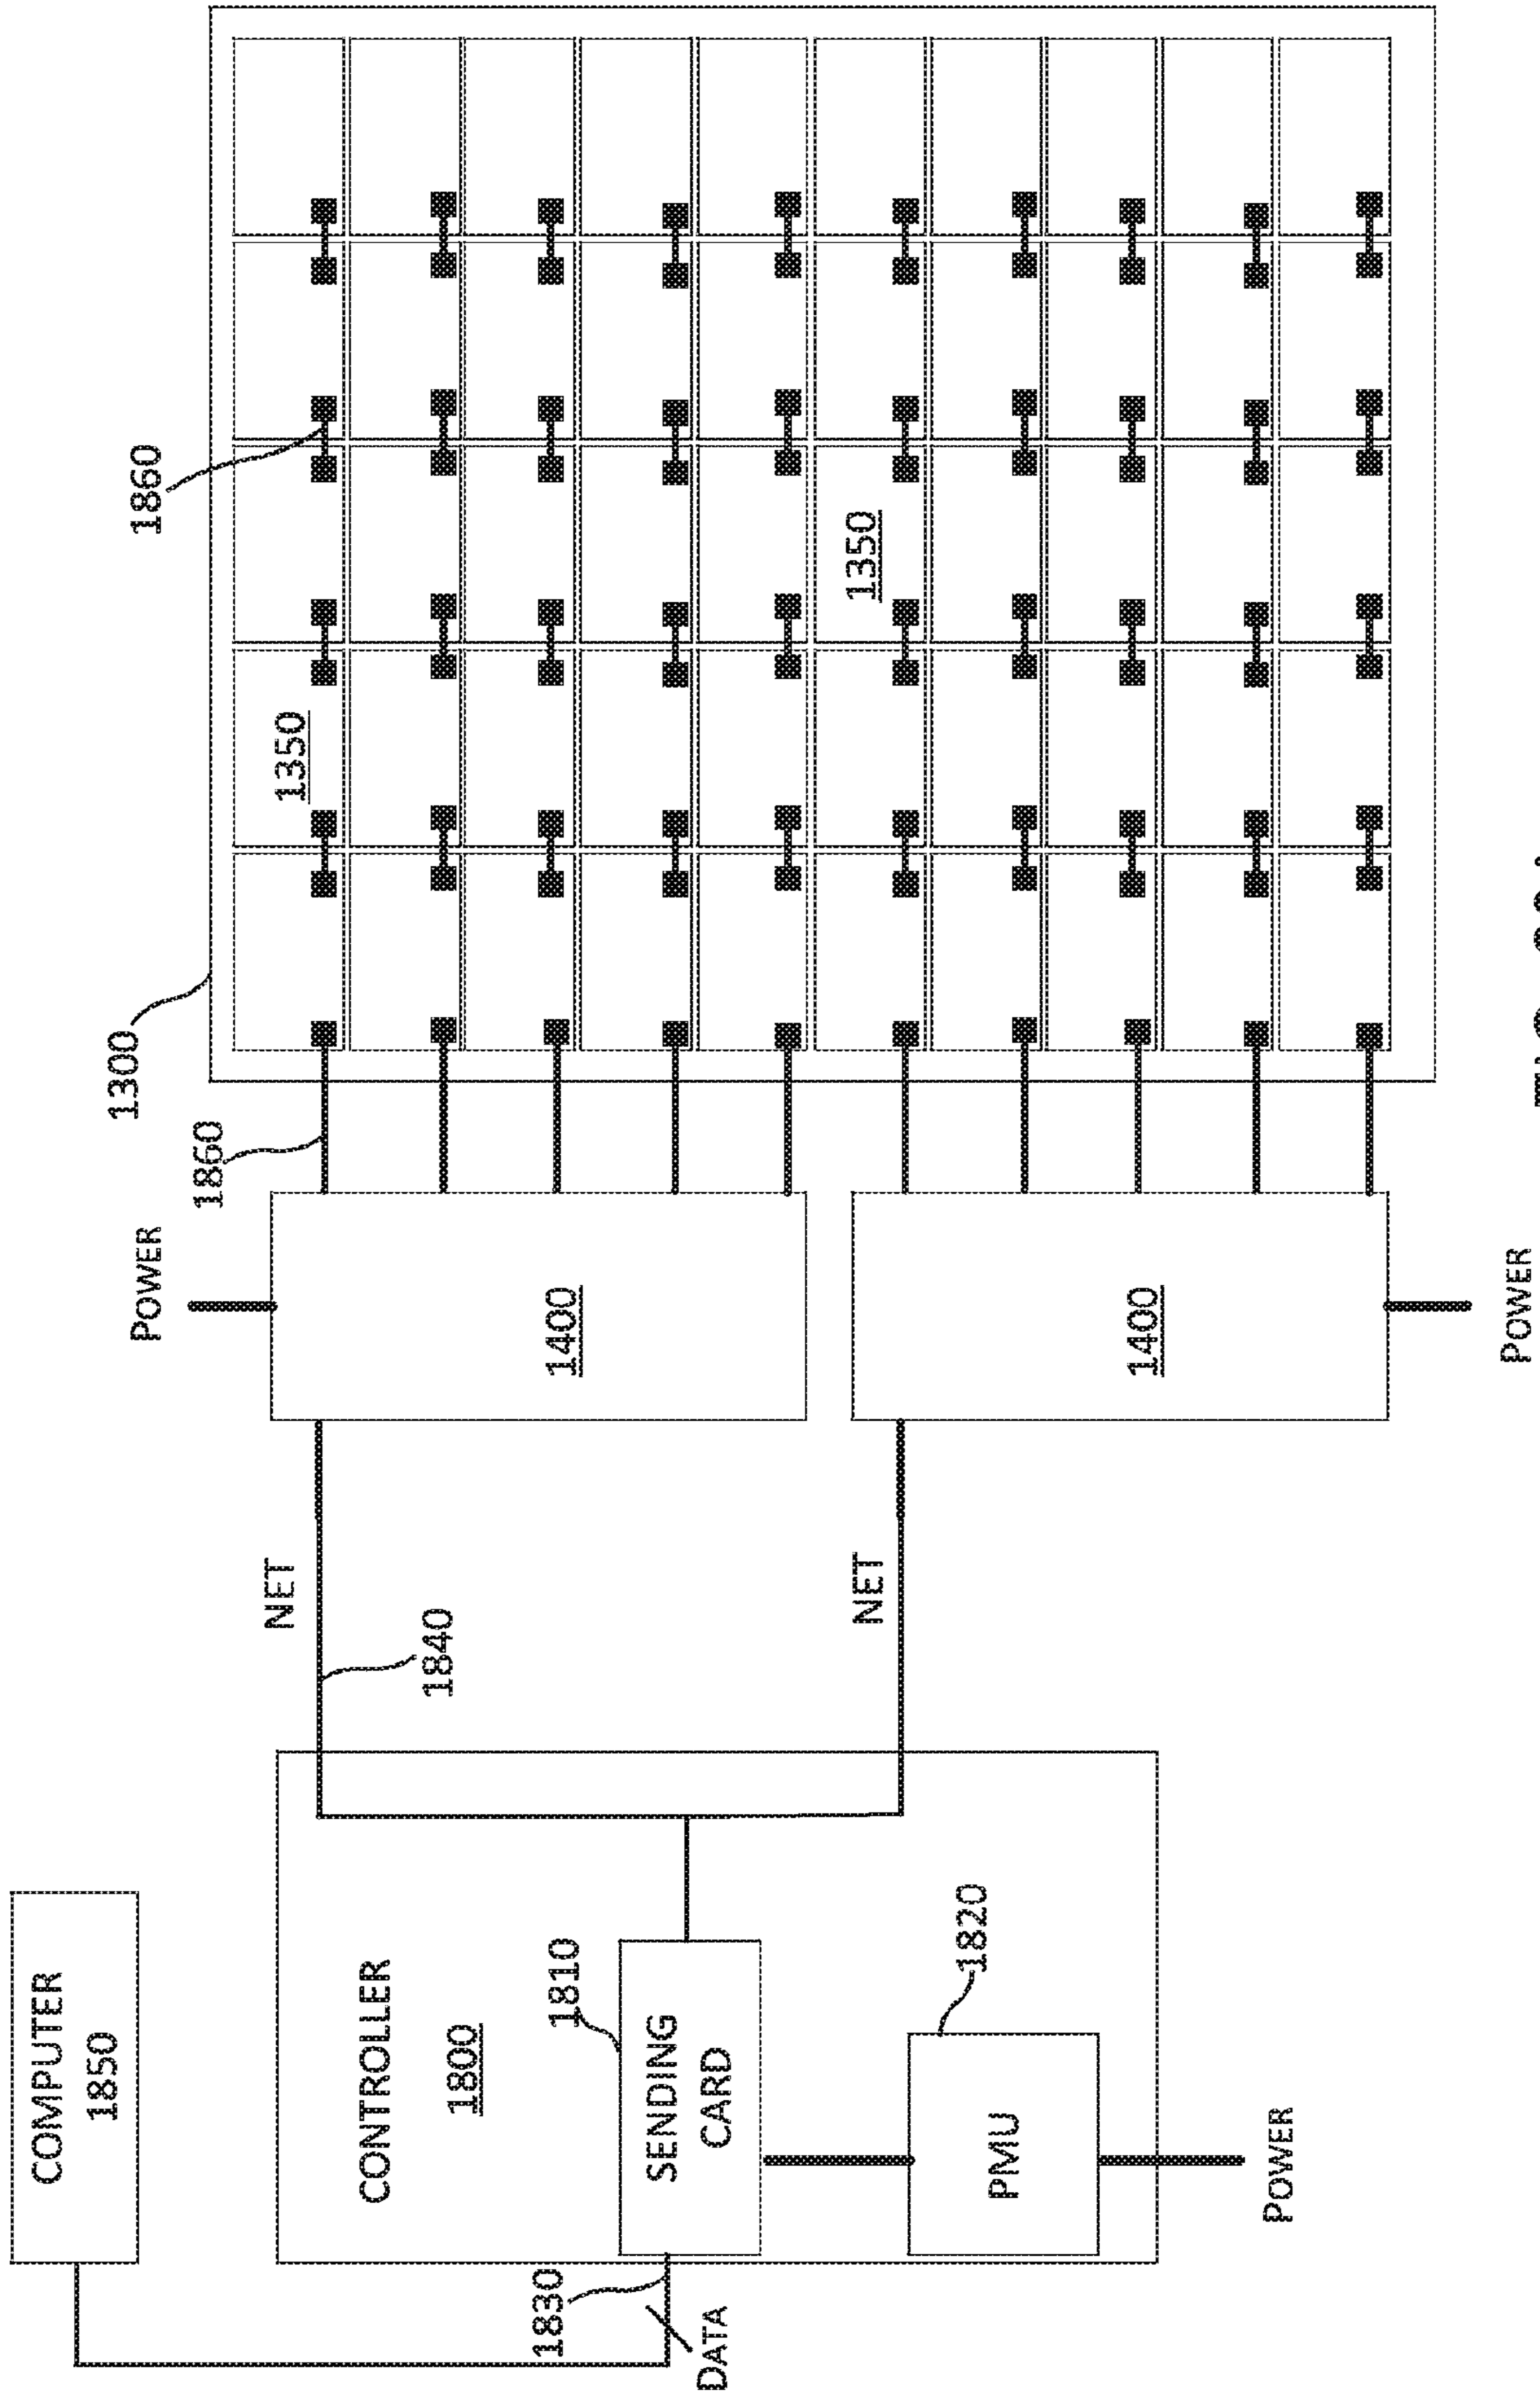 COMPUTER
1850
POWER
1300
1860
1860
NET
1350
CONTROLLER
1800
1840
1830
1810
1400
SENDING
CARD
DATA
NET
1350
1820
PMU
1400
POWER
POWER